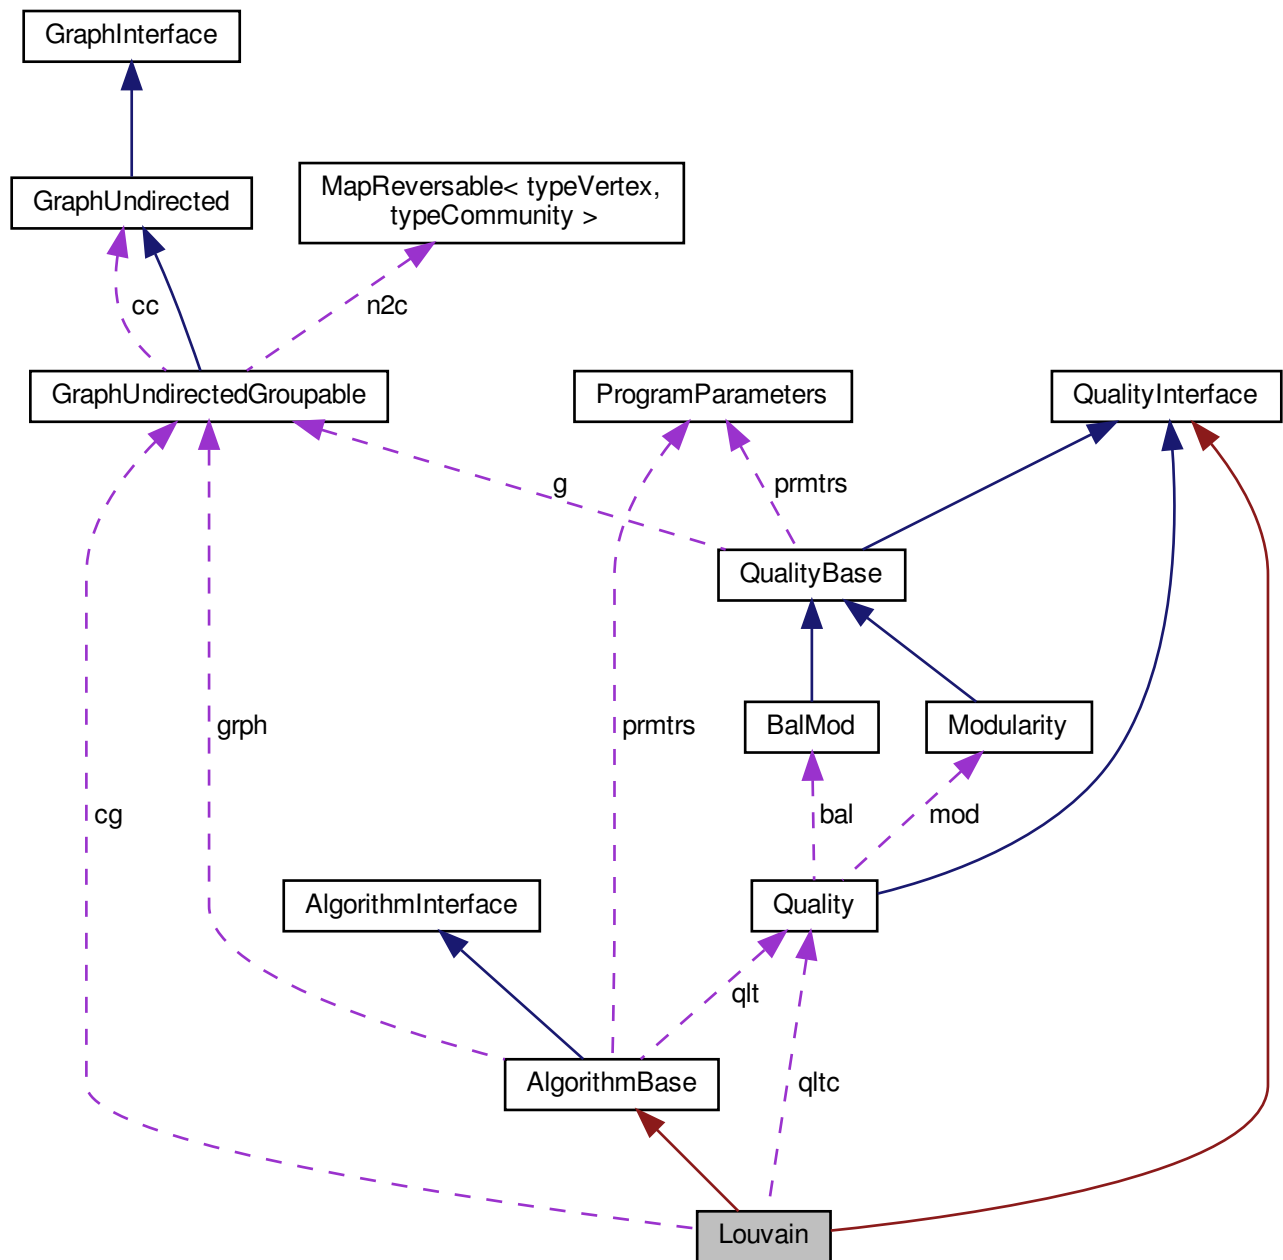 GraphInterface
MapReversable< typeVertex,
typeCommunity >
GraphUndirected
cc
n2c
GraphUndirectedGroupable
ProgramParameters
QualityInterface
g
prmtrs
QualityBase
grph
prmtrs
BalMod
Modularity
cg
bal
mod
AlgorithmInterface
Quality
qlt
AlgorithmBase
qltc
Louvain